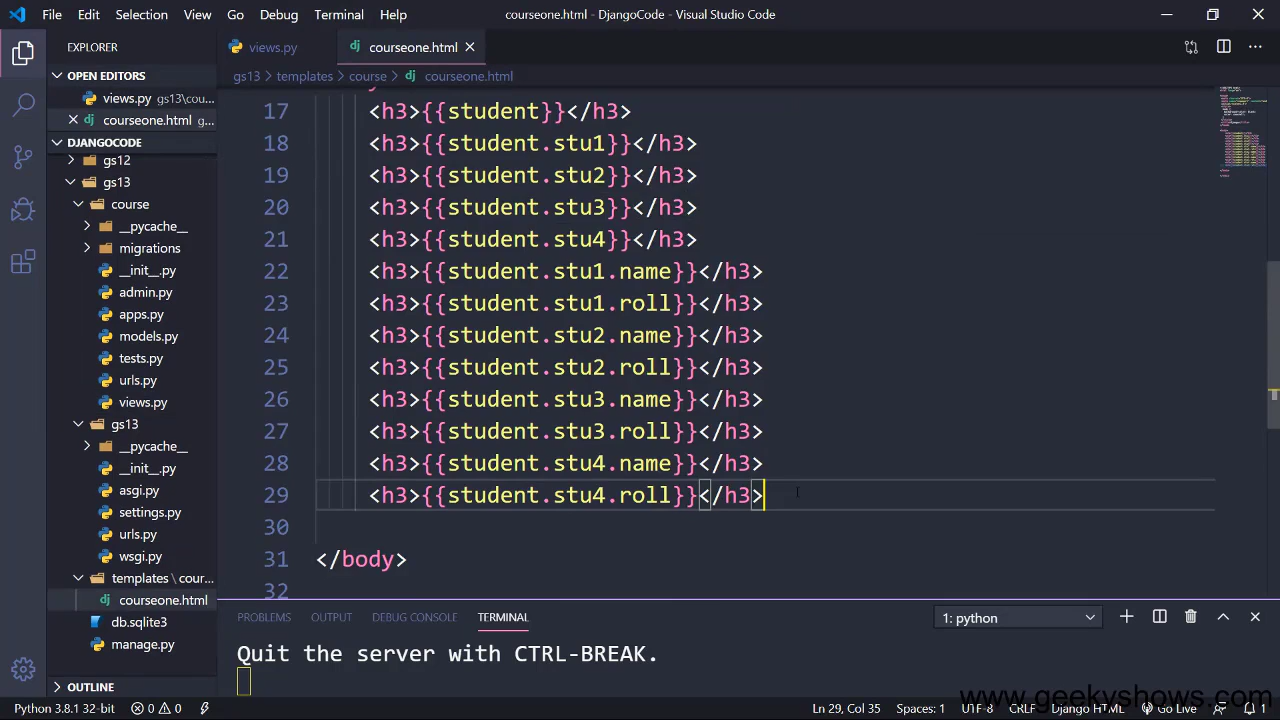 File Edit Selection View Go Debug Terminal Help
courseone.html - DjangoCode - Visual Studio Code
EXPLORER
views.py
courseone.html
OPEN EDITORS
views.py gs13\cou...
courseone.html g...
gs13 templates course courseone.html
DJANGOCODE
gs12
gs13
course
__pycache__
migrations
__init__.py
admin.py
apps.py
models.py
tests.py
urls.py
views.py
gs13
__pycache__
__init__.py
asgi.py
settings.py
urls.py
wsgi.py
templates \ cour...
courseone.html
db.sqlite3
manage.py
OUTLINE
17 <h3>{{student}}</h3>
18 <h3>{{student.stu1}}</h3>
19 <h3>{{student.stu2}}</h3>
20 <h3>{{student.stu3}}</h3>
21 <h3>{{student.stu4}}</h3>
22 <h3>{{student.stu1.name}}</h3>
23 <h3>{{student.stu1.roll}}</h3>
24 <h3>{{student.stu2.name}}</h3>
25 <h3>{{student.stu2.roll}}</h3>
26 <h3>{{student.stu3.name}}</h3>
27 <h3>{{student.stu3.roll}}</h3>
28 <h3>{{student.stu4.name}}</h3>
29 <h3>{{student.stu4.roll}}</h3>
30
31 </body>
32
PROBLEMS OUTPUT DEBUG CONSOLE TERMINAL
1: python
Quit the server with CTRL-BREAK.
www.geekyshows.com
Python 3.8.1 32-bit 0 0 Ln 29, Col 35 Spaces: 1 UTF-8 CRLF Django HTML Go Live 1